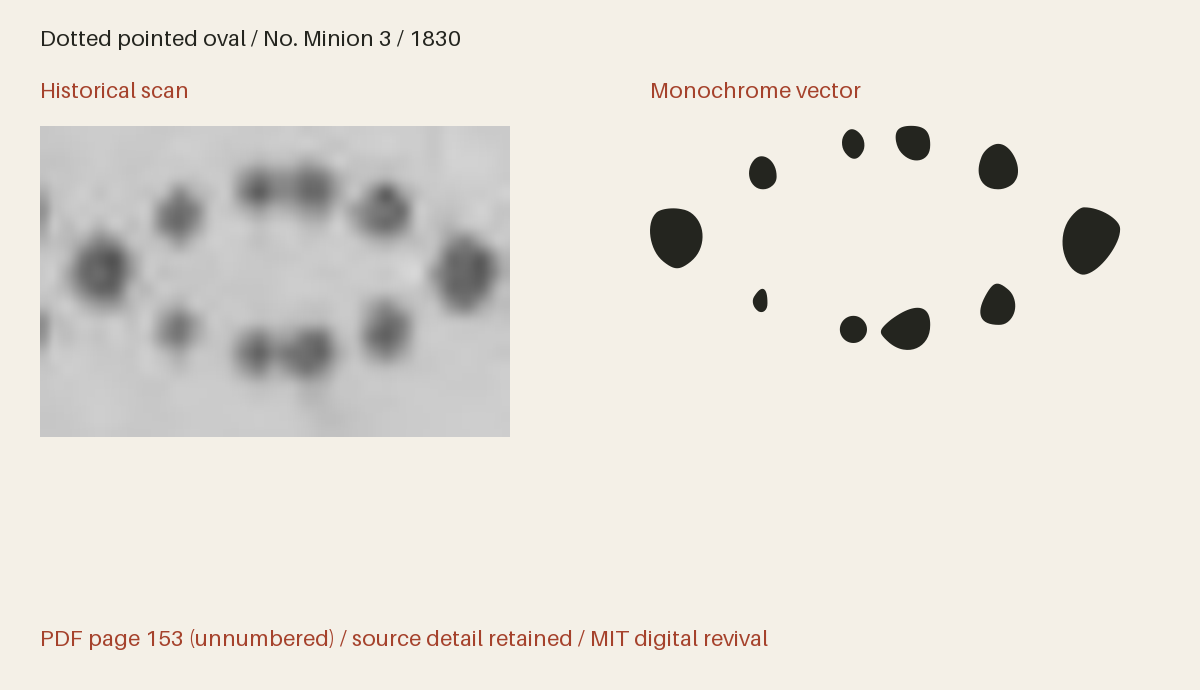 Dotted pointed oval / No. Minion 3 / 1830
Historical scan
Monochrome vector
PDF page 153 (unnumbered) / source detail retained / MIT digital revival